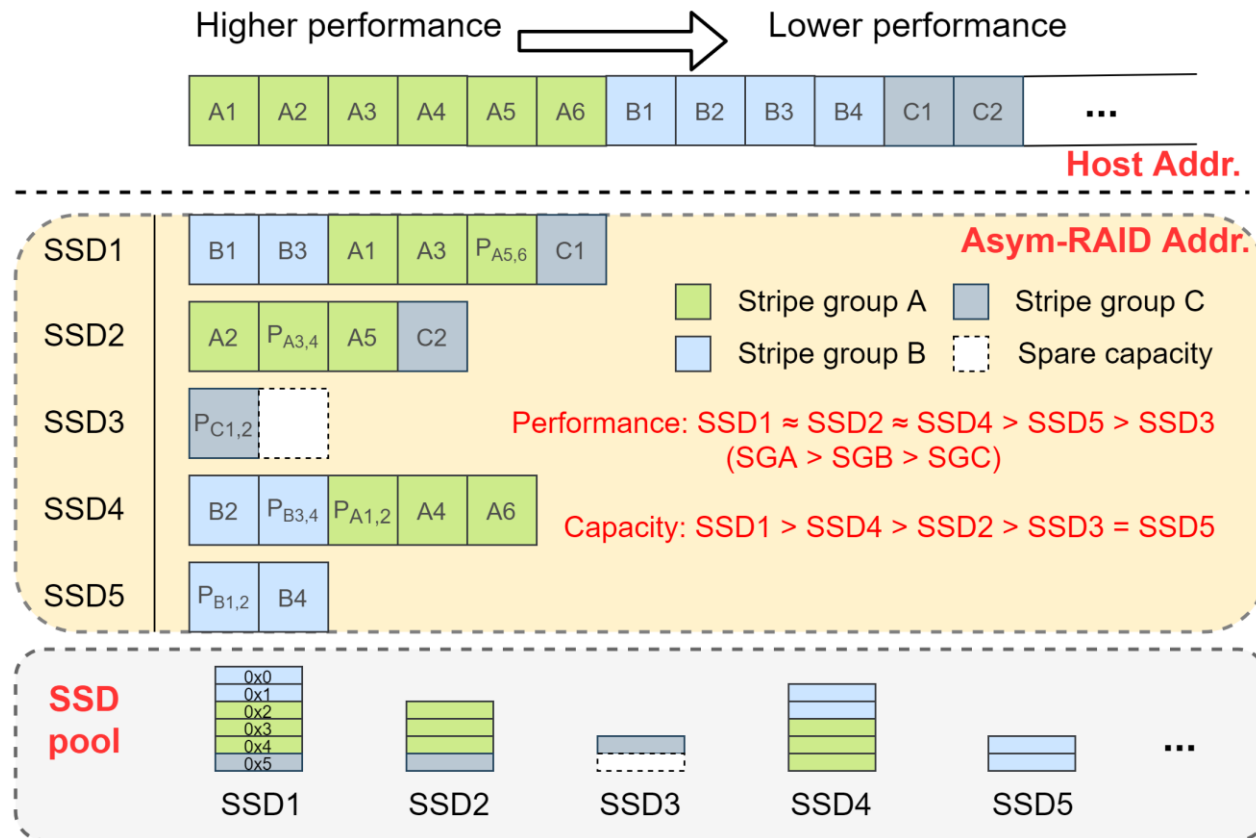 Higher performance Lower performance
A1 A2 A3 A4 A5 A6 B1 B2 B3 B4 C1 C2 ...
Host Addr.
Asym-RAID Addr.
SSD1 B1 B3 A1 A3 PA5,6 C1
Stripe group A Stripe group C
SSD2 A2 PA3,4 A5 C2
Stripe group B Spare capacity
SSD3 PC1,2
Performance: SSD1 ≈ SSD2 ≈ SSD4 > SSD5 > SSD3
(SGA > SGB > SGC)
SSD4 B2 PB3,4 PA1,2 A4 A6
Capacity: SSD1 > SSD4 > SSD2 > SSD3 = SSD5
SSD5 PB1,2 B4
SSD
pool
0x0
0x1
0x2
0x3
0x4
0x5
...
SSD1 SSD2 SSD3 SSD4 SSD5